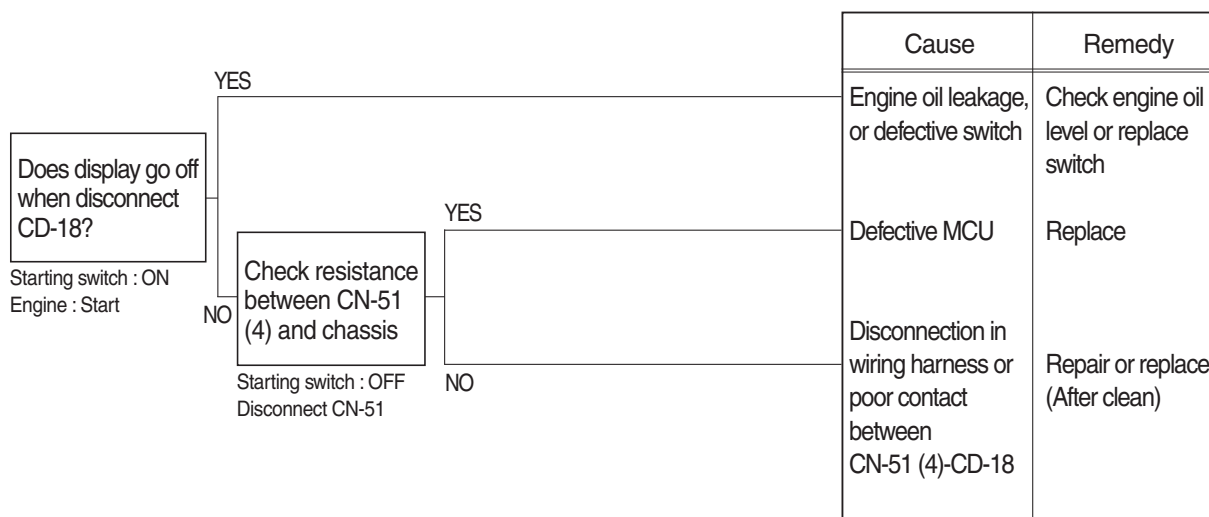 Cause
Remedy
YES
Engine oil leakage,
or defective switch
Check engine oil
level or replace
switch
Does display go off
when disconnect
CD-18?
Starting switch : ON
Engine : Start
YES
Defective MCU
Replace
NO
Check resistance
between CN-51
(4) and chassis
Starting switch : OFF
Disconnect CN-51
NO
Disconnection in
wiring harness or
poor contact
between
CN-51 (4)-CD-18
Repair or replace
(After clean)